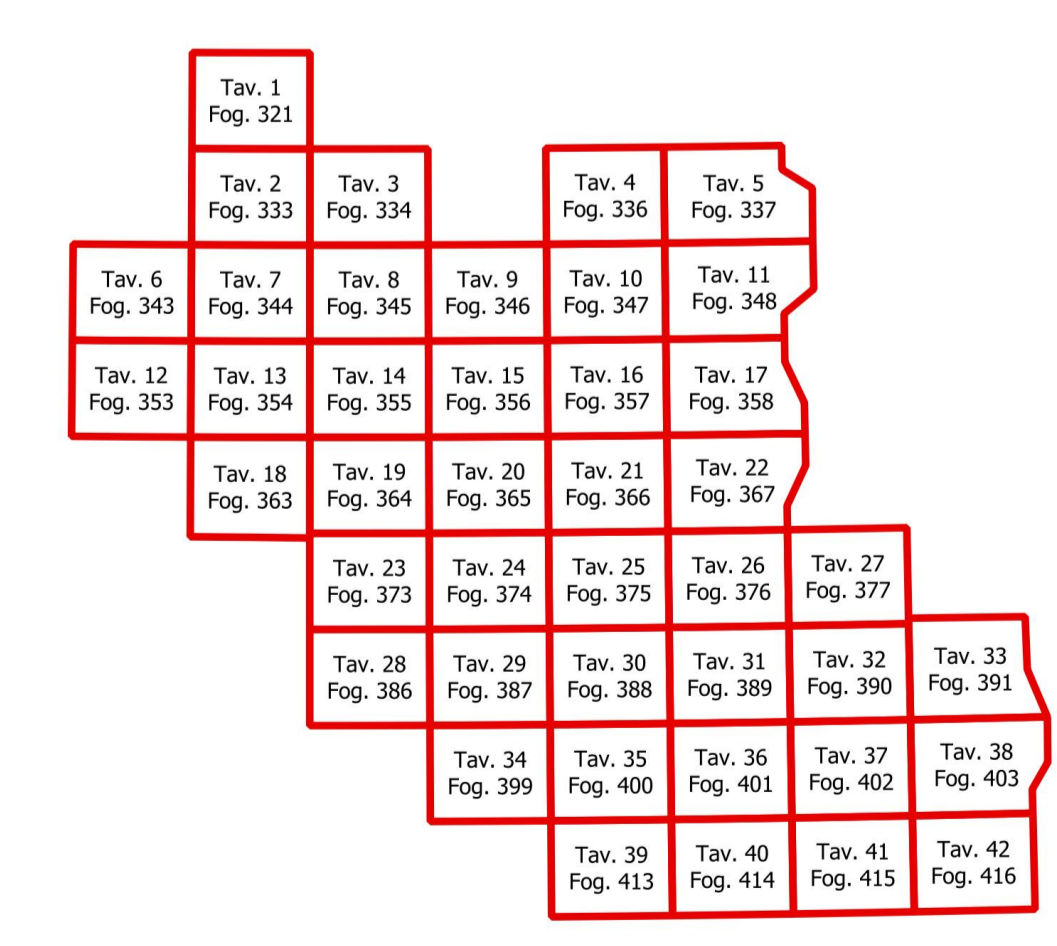 Tav. 1
Fog. 321
Tav. 2
Fog. 333
Tav. 3
Fog. 334
Tav. 4
Fog. 336
Tav. 5
Fog. 337
Tav. 6
Fog. 343
Tav. 7
Fog. 344
Tav. 8
Fog. 345
Tav. 9
Fog. 346
Tav. 10
Fog. 347
Tav. 11
Fog. 348
Tav. 12
Fog. 353
Tav. 13
Fog. 354
Tav. 14
Fog. 355
Tav. 15
Fog. 356
Tav. 16
Fog. 357
Tav. 17
Fog. 358
Tav. 18
Fog. 363
Tav. 19
Fog. 364
Tav. 20
Fog. 365
Tav. 21
Fog. 366
Tav. 22
Fog. 367
Tav. 23
Fog. 373
Tav. 24
Fog. 374
Tav. 25
Fog. 375
Tav. 26
Fog. 376
Tav. 27
Fog. 377
Tav. 28
Fog. 386
Tav. 29
Fog. 387
Tav. 30
Fog. 388
Tav. 31
Fog. 389
Tav. 32
Fog. 390
Tav. 33
Fog. 391
Tav. 34
Fog. 399
Tav. 35
Fog. 400
Tav. 36
Fog. 401
Tav. 37
Fog. 402
Tav. 38
Fog. 403
Tav. 39
Fog. 413
Tav. 40
Fog. 414
Tav. 41
Fog. 415
Tav. 42
Fog. 416